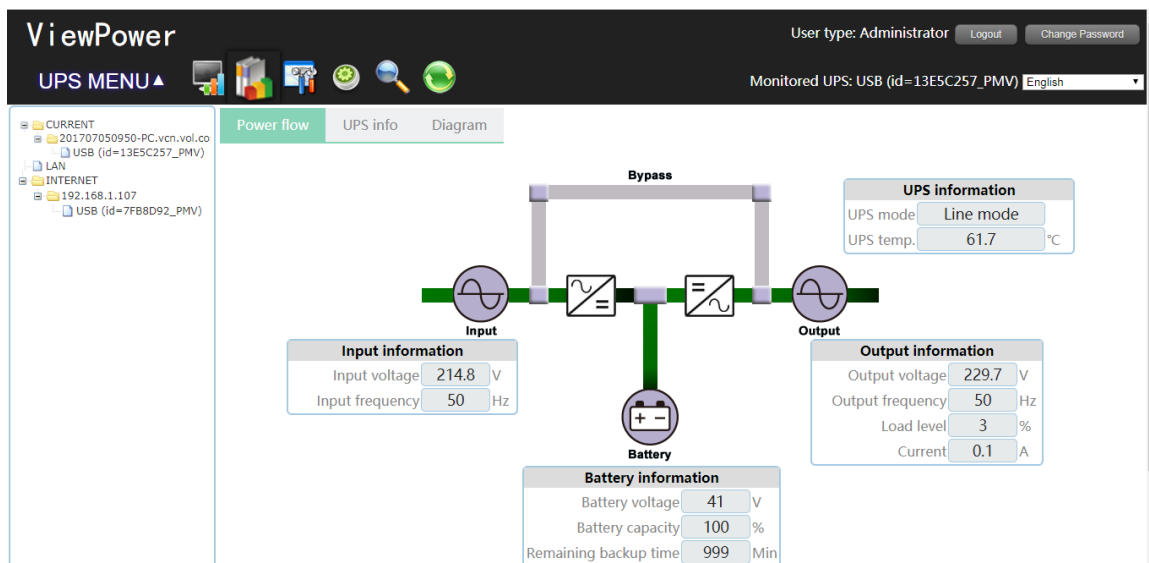 ViewPower
User type: Administrator Logout Change Password
UPS MENU▲
Monitored UPS: USB (id=13E5C257_PMV) English
CURRENT
201707050950-PC.vcn.vol.co
USB (id=13E5C257_PMV)
LAN
INTERNET
192.168.1.107
USB (id=7FB8D92_PMV)
Power flow UPS info Diagram
Bypass
UPS information
UPS mode Line mode
UPS temp. 61.7 ℃
Input
Output
Input information
Input voltage 214.8 V
Input frequency 50 Hz
Output information
Output voltage 229.7 V
Output frequency 50 Hz
Load level 3 %
Current 0.1 A
Battery
Battery information
Battery voltage 41 V
Battery capacity 100 %
Remaining backup time 999 Min